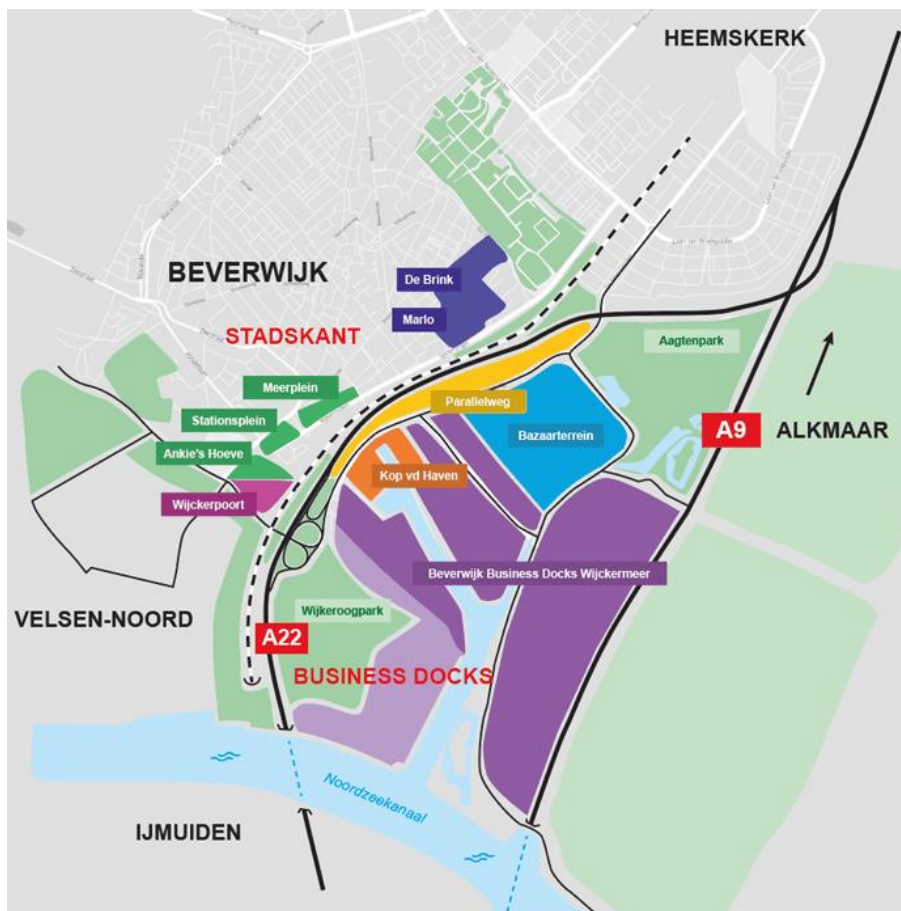 HEEMSKERK
BEVERWIJK
De Brink
Marlo
STADSKANT
Aagtenpark
Meerplein
Parallelweg
Stationsplein
A9
ALKMAAR
Bazaarterrein
Ankie's Hoeve
Kop vd Haven
Wijckerpoort
Beverwijk Business Docks Wijckermeer
VELSEN-NOORD
Wijkeroogpark
A22
BUSINESS DOCKS
Noordzeekanaal
IJMUIDEN